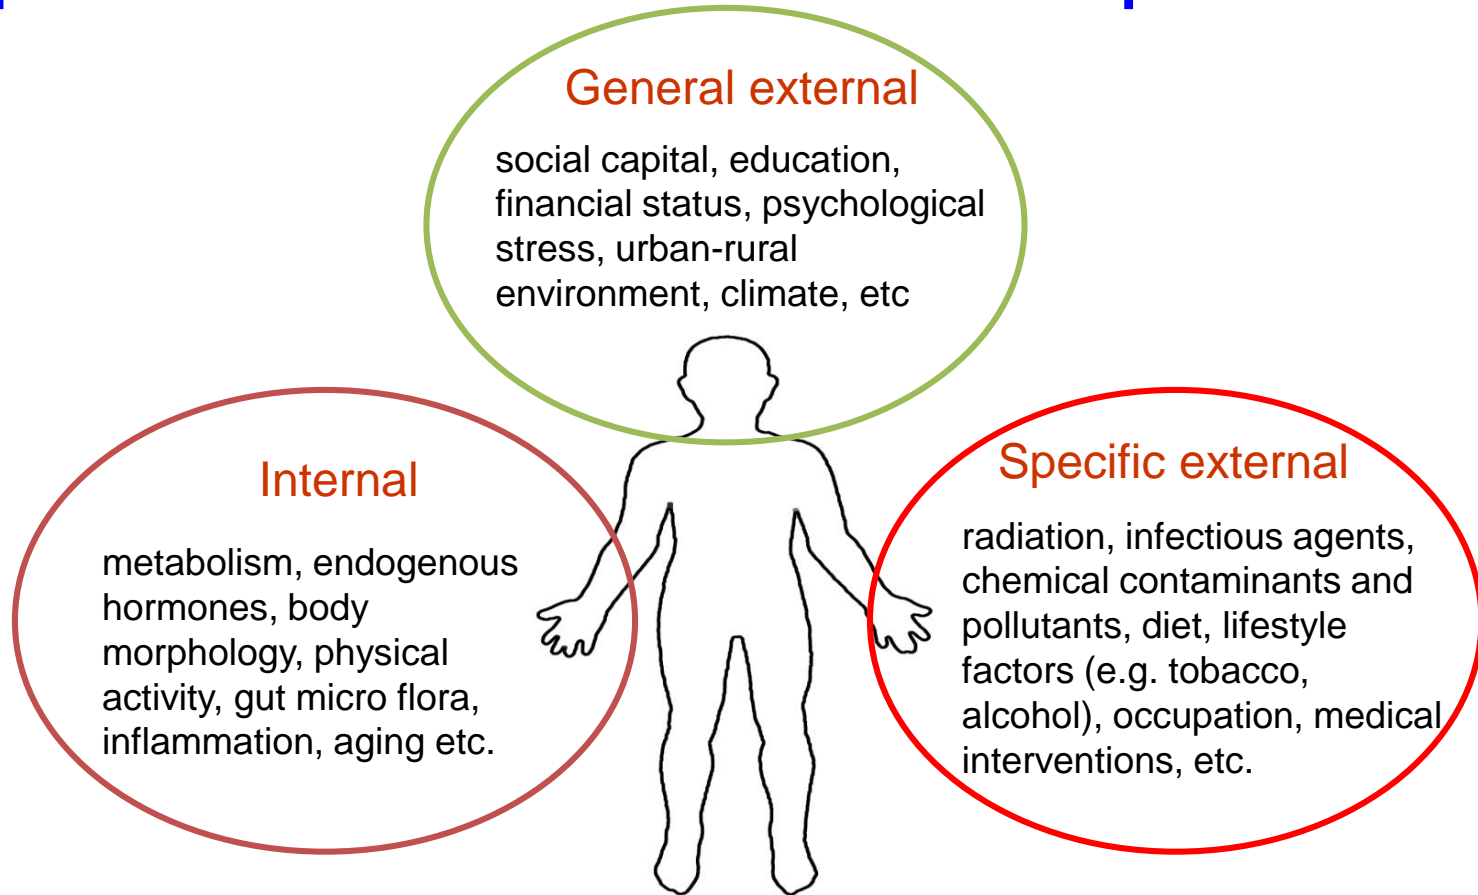 General external
social capital, education,
financial status, psychological
stress, urban-rural
environment, climate, etc
Internal
metabolism, endogenous
hormones, body
morphology, physical
activity, gut micro flora,
inflammation, aging etc.
Specific external
radiation, infectious agents,
chemical contaminants and
pollutants, diet, lifestyle
factors (e.g. tobacco,
alcohol), occupation, medical
interventions, etc.